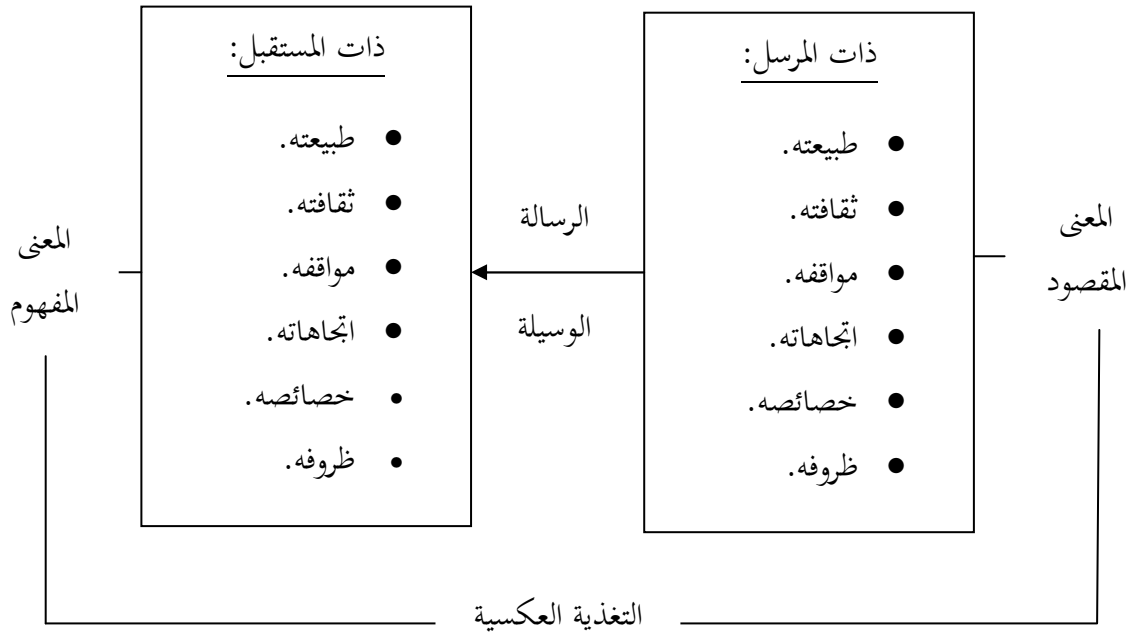 المعنى
المقصود
ذات المرسل:
● طبيعته.
● ثقافته.
● مواقفه.
● اتجاهاته.
● خصائصه.
● ظروفه.
الرسالة
الوسيلة
ذات المستقبل:
● طبيعته.
● ثقافته.
● مواقفه.
● اتجاهاته.
• خصائصه.
• ظروفه.
المعنى
المفهوم
التغذية العكسية